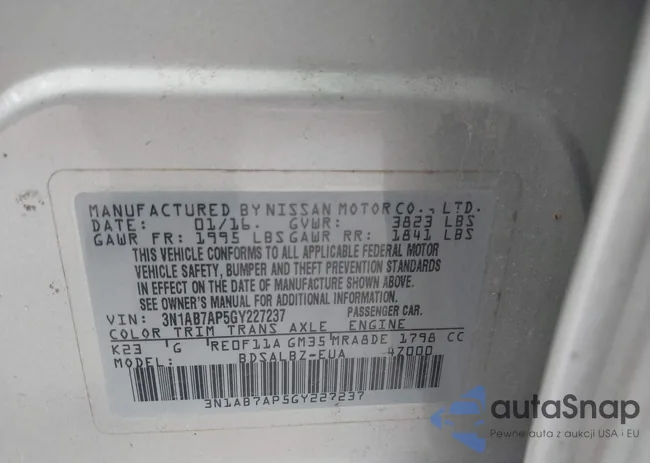 MANUFACTURED BY NISSAN MOTOR CO., LTD.
DATE: 01/16. GVWR: 3823 LBS
GAWR FR: 1995 LBS GAWR RR: 1841 LBS
THIS VEHICLE CONFORMS TO ALL APPLICABLE FEDERAL MOTOR
VEHICLE SAFETY, BUMPER AND THEFT PREVENTION STANDARDS
IN EFFECT ON THE DATE OF MANUFACTURE SHOWN ABOVE.
SEE OWNER'S MANUAL FOR ADDITIONAL INFORMATION
VIN: 3N1AB7AP5GY227237 PASSENGER CAR.
COLOR TRIM TRANS AXLE ENGINE
K23 G RE0F11A GM35 MRA8DE 1798 CC
MODEL: BDSALBZ-EUA 47000
3N1AB7AP5GY227237
autaSnap
Pewne auta z aukcji USA i EU